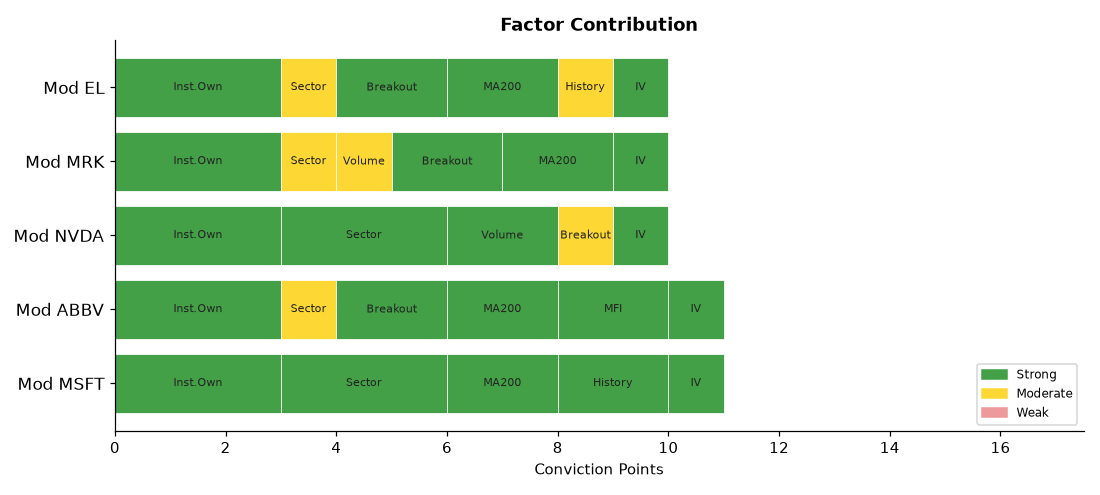 Factor Contribution
Mod EL Inst.Own Sector Breakout MA200 History IV
Mod MRK Inst.Own Sector Volume Breakout MA200 IV
Mod NVDA Inst.Own Sector Volume Breakout IV
Mod ABBV Inst.Own Sector Breakout MA200 MFI IV
Mod MSFT Inst.Own Sector MA200 History IV
Strong
Moderate
Weak
0 2 4 6 8 10 12 14 16
Conviction Points